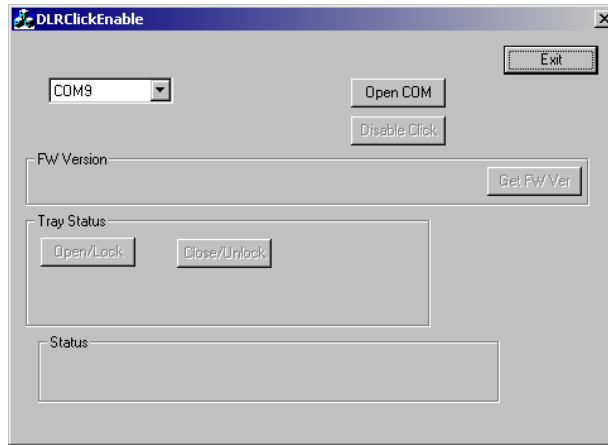 DLRClickEnable
Exit
COM9
Open COM
Disable Click
FW Version
Get FW Ver
Tray Status
Open/Lock
Close/Unlock
Status